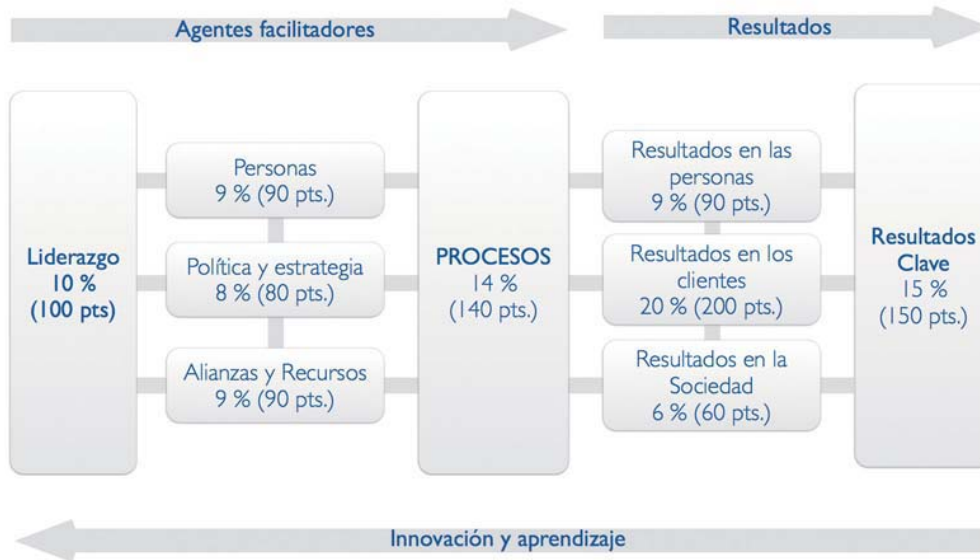 Agentes facilitadores
Resultados
Liderazgo
10 %
(100 pts)
Personas
9 % (90 pts.)
Política y estrategia
8 % (80 pts.)
Alianzas y Recursos
9 % (90 pts.)
PROCESOS
14 %
(140 pts.)
Resultados en las
personas
9 % (90 pts.)
Resultados en los
clientes
20 % (200 pts.)
Resultados en la
Sociedad
6 % (60 pts.)
Resultados
Clave
15 %
(150 pts.)
Innovación y aprendizaje